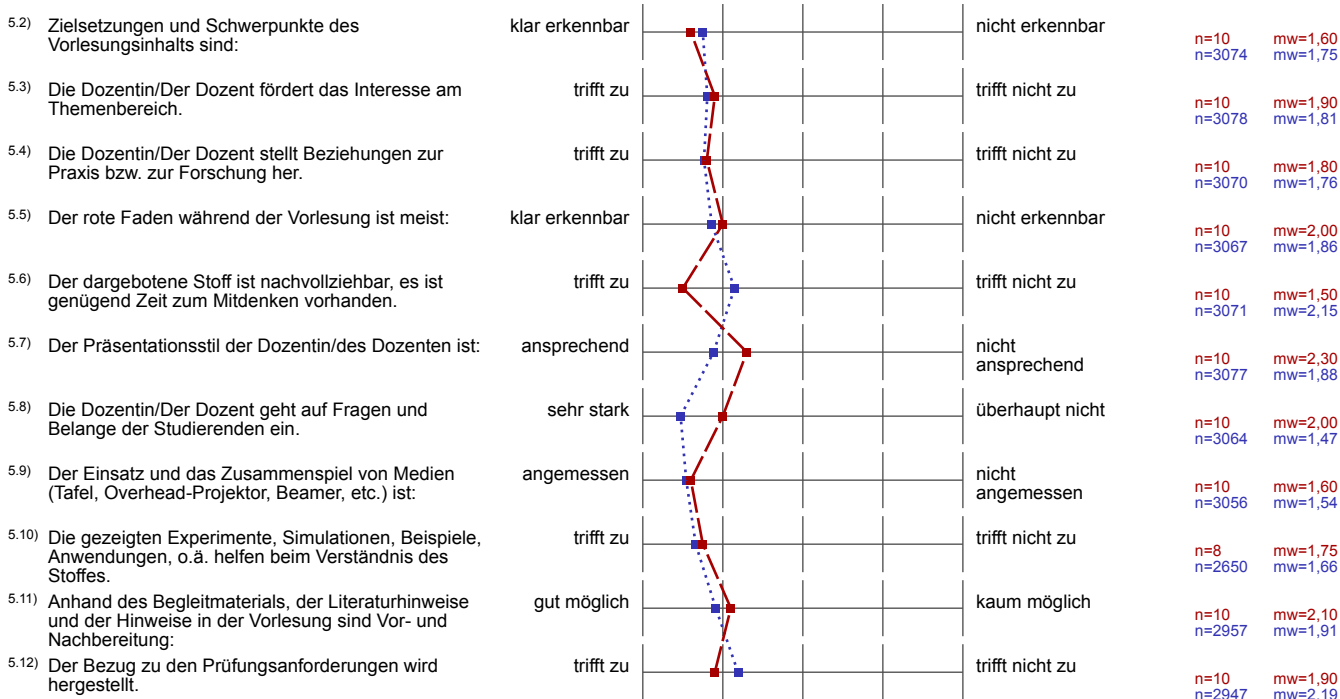 5.2) Zielsetzungen und Schwerpunkte des
Vorlesungsinhalts sind:
klar erkennbar
nicht erkennbar
n=10 mw=1,60
n=3074 mw=1,75
5.3) Die Dozentin/Der Dozent fördert das Interesse am
Themenbereich.
trifft zu
trifft nicht zu
n=10 mw=1,90
n=3078 mw=1,81
5.4) Die Dozentin/Der Dozent stellt Beziehungen zur
Praxis bzw. zur Forschung her.
trifft zu
trifft nicht zu
n=10 mw=1,80
n=3070 mw=1,76
5.5) Der rote Faden während der Vorlesung ist meist:
klar erkennbar
nicht erkennbar
n=10 mw=2,00
n=3067 mw=1,86
5.6) Der dargebotene Stoff ist nachvollziehbar, es ist
genügend Zeit zum Mitdenken vorhanden.
trifft zu
trifft nicht zu
n=10 mw=1,50
n=3071 mw=2,15
5.7) Der Präsentationsstil der Dozentin/des Dozenten ist:
ansprechend
nicht
ansprechend
n=10 mw=2,30
n=3077 mw=1,88
5.8) Die Dozentin/Der Dozent geht auf Fragen und
Belange der Studierenden ein.
sehr stark
überhaupt nicht
n=10 mw=2,00
n=3064 mw=1,47
5.9) Der Einsatz und das Zusammenspiel von Medien
(Tafel, Overhead-Projektor, Beamer, etc.) ist:
angemessen
nicht
angemessen
n=10 mw=1,60
n=3056 mw=1,54
5.10) Die gezeigten Experimente, Simulationen, Beispiele,
Anwendungen, o.ä. helfen beim Verständnis des
Stoffes.
trifft zu
trifft nicht zu
n=8 mw=1,75
n=2650 mw=1,66
5.11) Anhand des Begleitmaterials, der Literaturhinweise
und der Hinweise in der Vorlesung sind Vor- und
Nachbereitung:
gut möglich
kaum möglich
n=10 mw=2,10
n=2957 mw=1,91
5.12) Der Bezug zu den Prüfungsanforderungen wird
hergestellt.
trifft zu
trifft nicht zu
n=10 mw=1,90
n=2947 mw=2,19